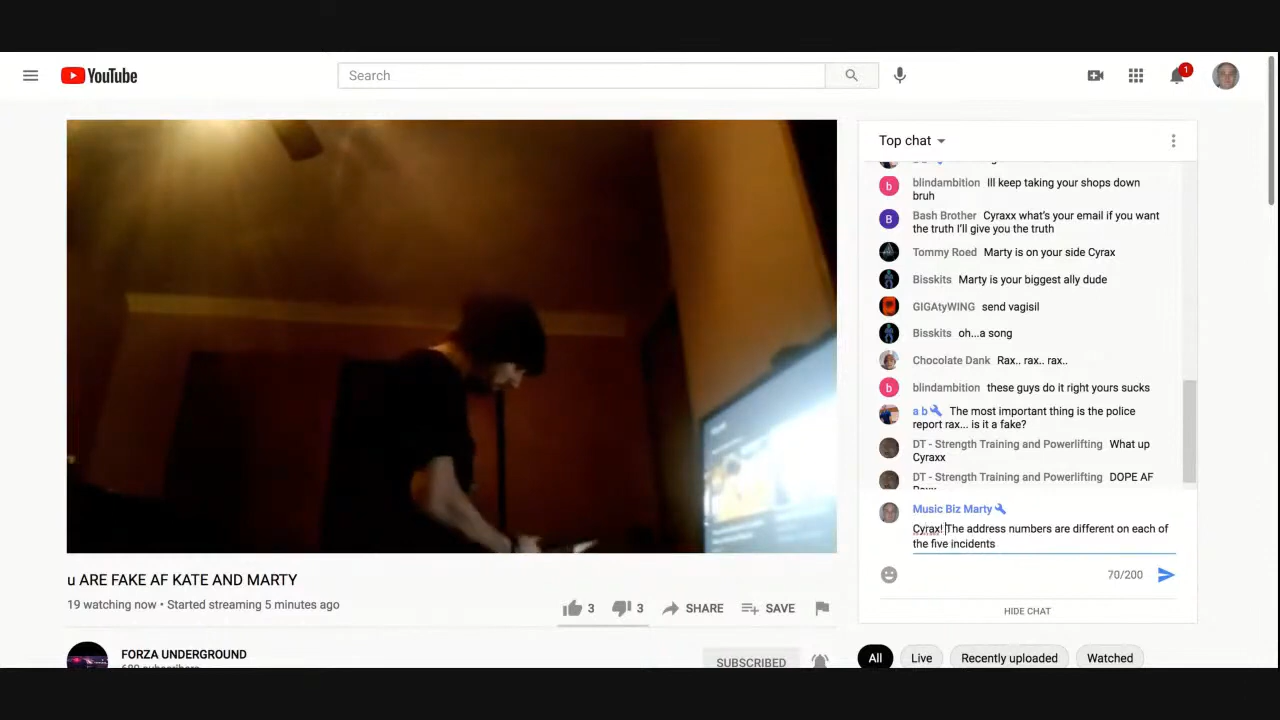 YouTube
Search
1
Top chat
blindambition Ill keep taking your shops down
bruh
B
Bash Brother Cyraxx what's your email if you want
the truth I'll give you the truth
Tommy Roed Marty is on your side Cyrax
Bisskits Marty is your biggest ally dude
GIGAtyWING send vagisil
Bisskits oh...a song
Chocolate Dank Rax.. rax.. rax..
b
blindambition these guys do it right yours sucks
a b The most important thing is the police
report rax... is it a fake?
DT - Strength Training and Powerlifting What up
Cyraxx
DT - Strength Training and Powerlifting DOPE AF
Music Biz Marty
Cyrax! The address numbers are different on each of
the five incidents
70/200
HIDE CHAT
u ARE FAKE AF KATE AND MARTY
19 watching now • Started streaming 5 minutes ago
3
3
SHARE
SAVE
FORZA UNDERGROUND
SUBSCRIBED
All
Live
Recently uploaded
Watched